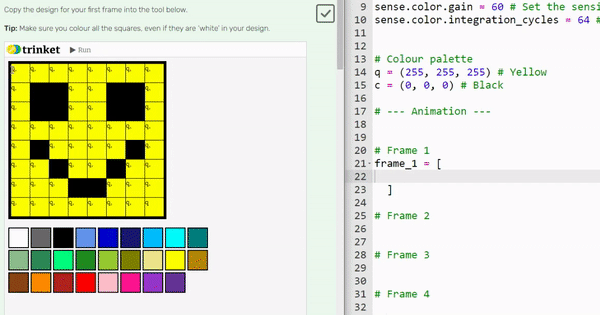 Copy the design for your first frame into the tool below.
Tip: Make sure you colour all the squares, even if they are 'white' in your design.
trinket ▶ Run
q q q q q q q q
q q q q
q q q q
q q q q q q q q
q q q q q q
q q q q q q
q q q q q q
q q q q q q q q
9 sense.color.gain = 60 # Set the sensi
10 sense.color.integration_cycles = 64 #
11
12
13 # Colour palette
14 q = (255, 255, 255) # Yellow
15 c = (0, 0, 0) # Black
16
17 # --- Animation ---
18
19
20 # Frame 1
21 frame_1 = [
22
23 ]
24
25 # Frame 2
26
27
28 # Frame 3
29
30
31 # Frame 4
32